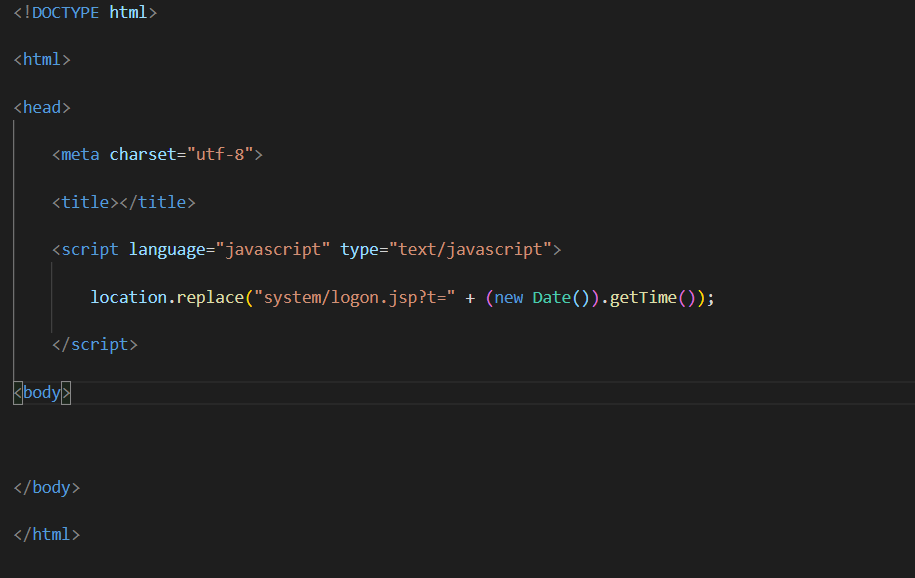 <!DOCTYPE html>
<html>
<head>
<meta charset="utf-8">
<title></title>
<script language="javascript" type="text/javascript">
location.replace("system/logon.jsp?t=" + (new Date()).getTime());
</script>
<body>
</body>
</html>